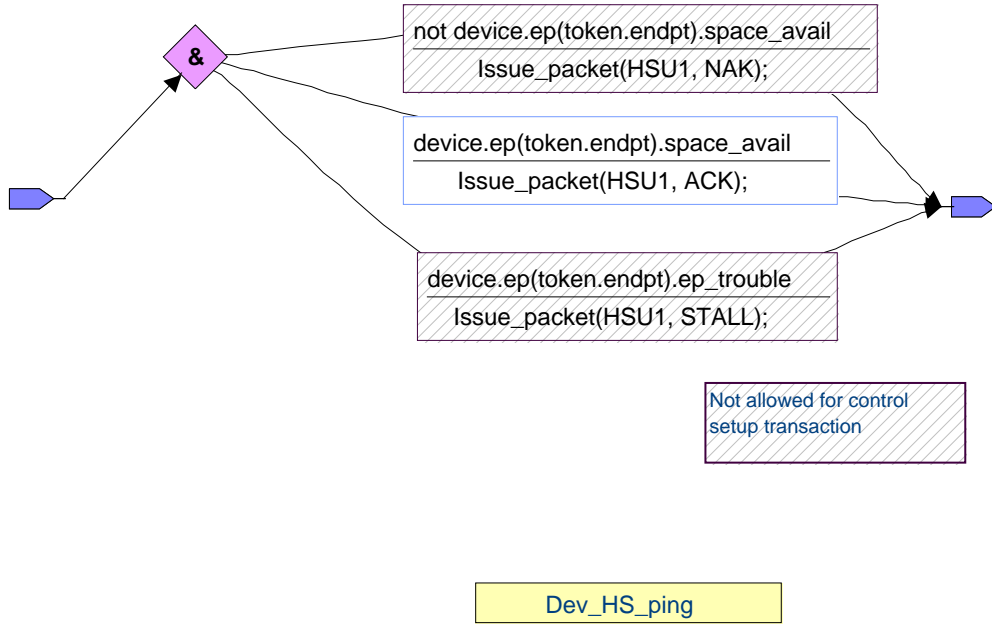 &
not device.ep(token.endpt).space_avail
Issue_packet(HSU1, NAK);
device.ep(token.endpt).space_avail
Issue_packet(HSU1, ACK);
device.ep(token.endpt).ep_trouble
Issue_packet(HSU1, STALL);
Not allowed for control
setup transaction
Dev_HS_ping